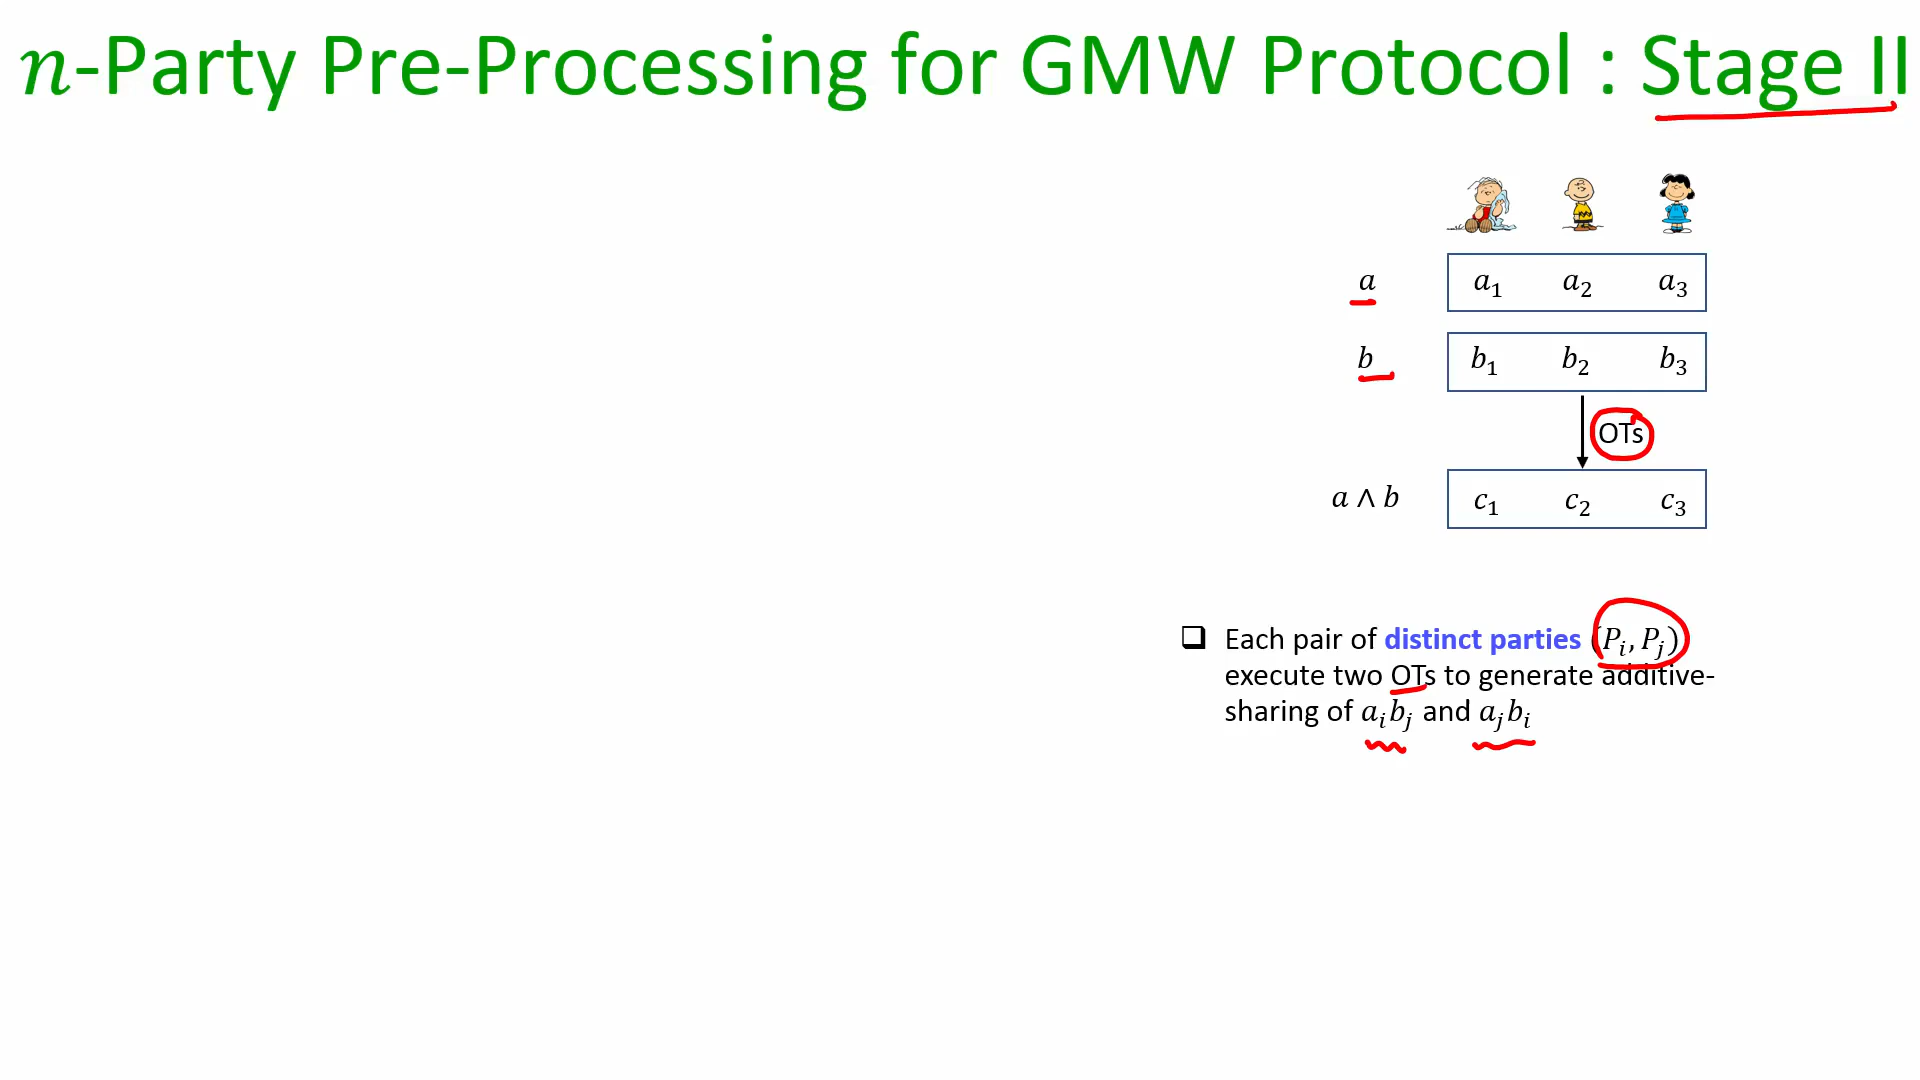 n-Party Pre-Processing for GMW Protocol : Stage II
a a₁ a₂ a₃
b b₁ b₂ b₃
OTs
a ∧ b c₁ c₂ c₃
❑ Each pair of distinct parties (Pᵢ, Pⱼ)
execute two OTs to generate additive-
sharing of aᵢbⱼ and aⱼbᵢ